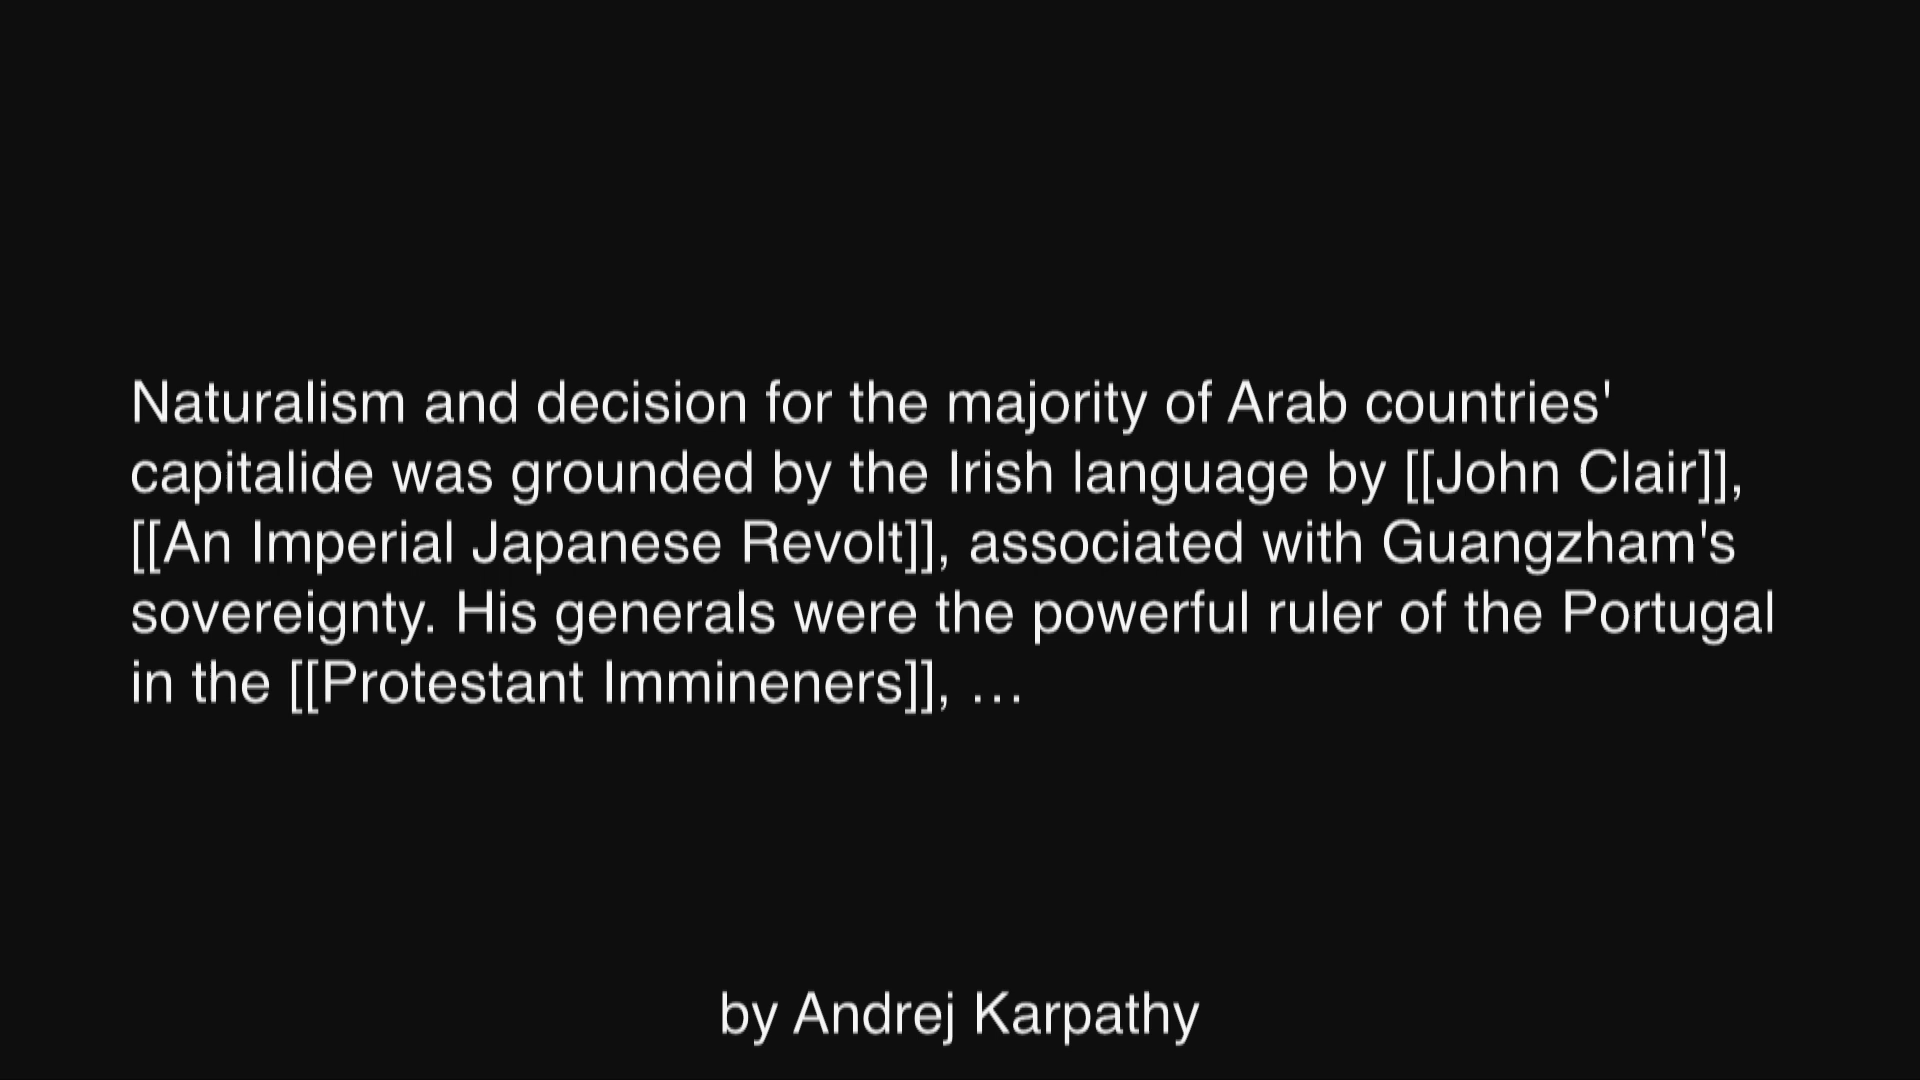 Naturalism and decision for the majority of Arab countries'
capitalide was grounded by the Irish language by [[John Clair]],
[[An Imperial Japanese Revolt]], associated with Guangzham's
sovereignty. His generals were the powerful ruler of the Portugal
in the [[Protestant Immineners]], …
by Andrej Karpathy